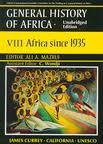 GENERAL HISTORY
OF AFRICA
Unabridged
Edition
VIII Africa since 1935
EDITOR ALI A. MAZRUI
Assistant Editor C. Wondji
JAMES CURREY · CALIFORNIA · UNESCO